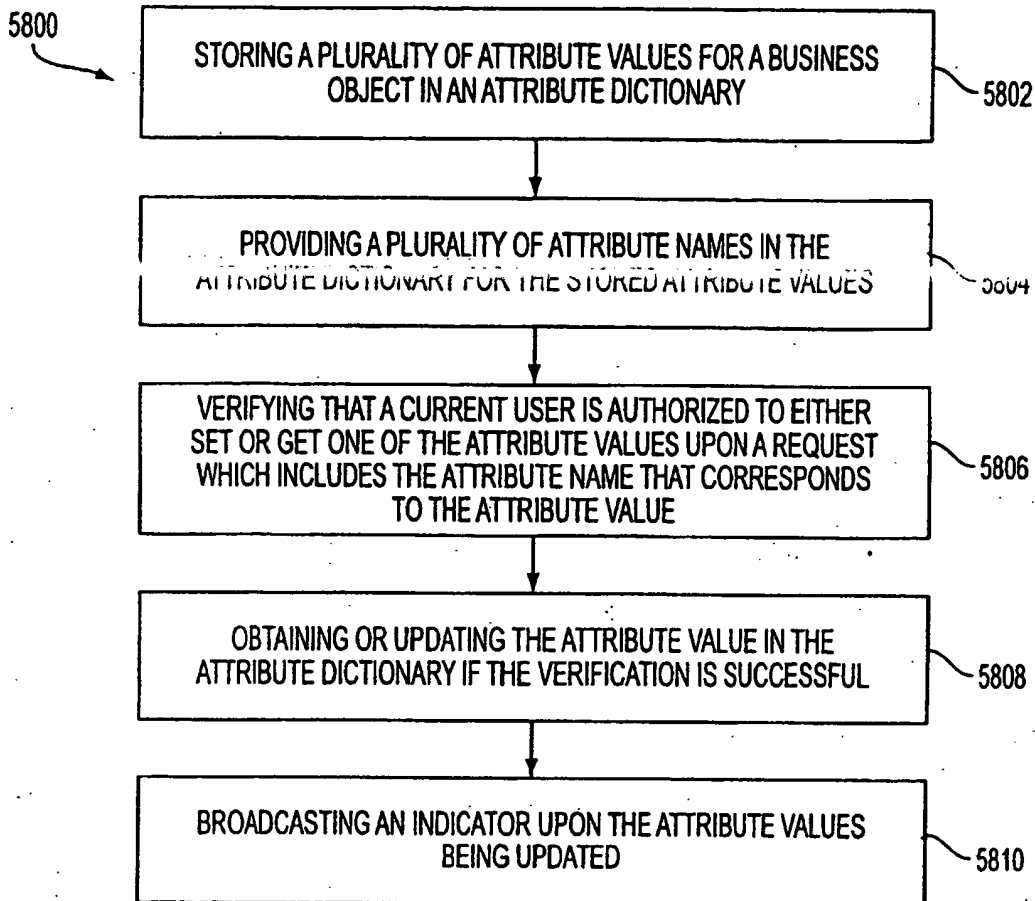 5800
STORING A PLURALITY OF ATTRIBUTE VALUES FOR A BUSINESS
OBJECT IN AN ATTRIBUTE DICTIONARY
5802
PROVIDING A PLURALITY OF ATTRIBUTE NAMES IN THE
ATTRIBUTE DICTIONARY FOR THE STORED ATTRIBUTE VALUES
5804
VERIFYING THAT A CURRENT USER IS AUTHORIZED TO EITHER
SET OR GET ONE OF THE ATTRIBUTE VALUES UPON A REQUEST
WHICH INCLUDES THE ATTRIBUTE NAME THAT CORRESPONDS
TO THE ATTRIBUTE VALUE
5806
OBTAINING OR UPDATING THE ATTRIBUTE VALUE IN THE
ATTRIBUTE DICTIONARY IF THE VERIFICATION IS SUCCESSFUL
5808
BROADCASTING AN INDICATOR UPON THE ATTRIBUTE VALUES
BEING UPDATED
5810